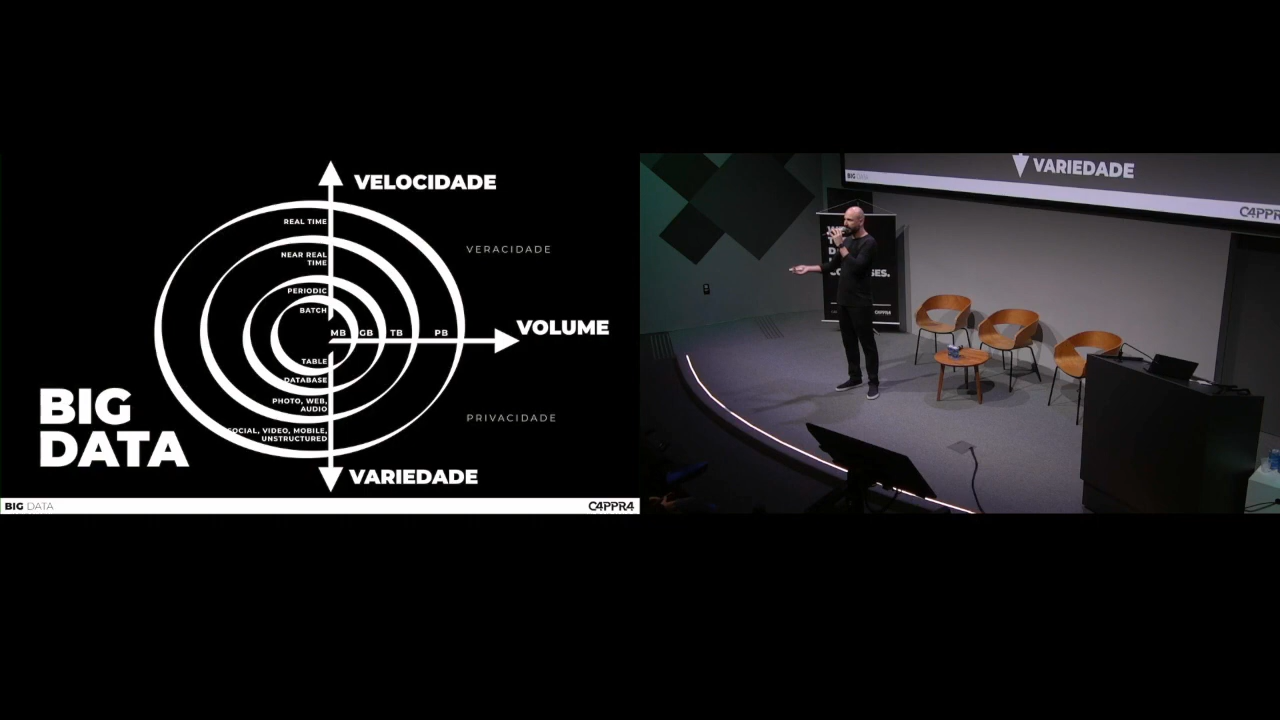 VELOCIDADE
REAL TIME
VERACIDADE
NEAR REAL
TIME
PERIODIC
BATCH
MB GB TB PB
VOLUME
TABLE
DATABASE
PHOTO, WEB,
AUDIO
BIG
DATA
PRIVACIDADE
SOCIAL, VIDEO, MOBILE,
UNSTRUCTURED
VARIEDADE
BIG DATA
C4PPR4
VARIEDADE
BIG DATA
C4PPR4